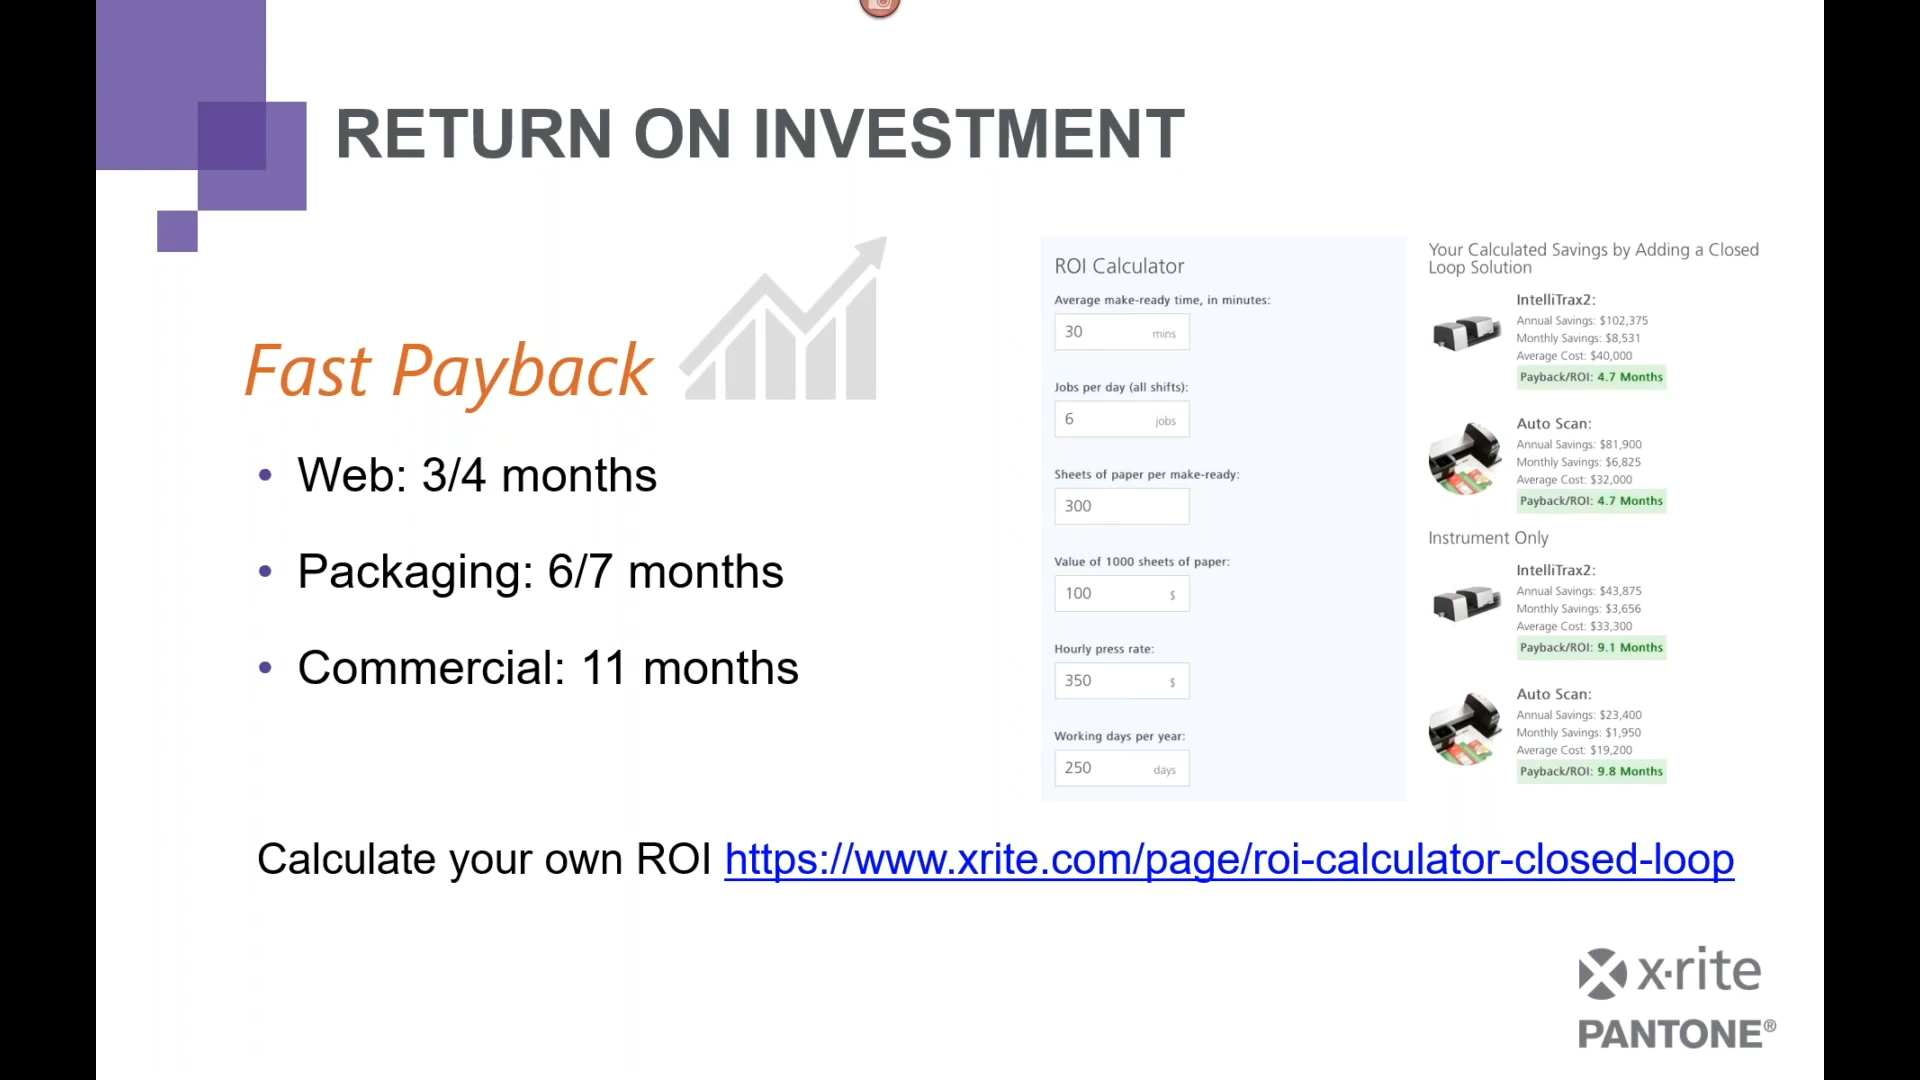 RETURN ON INVESTMENT
Fast Payback
• Web: 3/4 months
• Packaging: 6/7 months
• Commercial: 11 months
ROI Calculator
Average make-ready time, in minutes:
30 mins
Jobs per day (all shifts):
6 jobs
Sheets of paper per make-ready:
300
Value of 1000 sheets of paper:
100 $
Hourly press rate:
350 $
Working days per year:
250 days
Your Calculated Savings by Adding a Closed
Loop Solution
IntelliTrax2:
Annual Savings: $102,375
Monthly Savings: $8,531
Average Cost: $40,000
Payback/ROI: 4.7 Months
Auto Scan:
Annual Savings: $81,900
Monthly Savings: $6,825
Average Cost: $32,000
Payback/ROI: 4.7 Months
Instrument Only
IntelliTrax2:
Annual Savings: $43,875
Monthly Savings: $3,656
Average Cost: $33,300
Payback/ROI: 9.1 Months
Auto Scan:
Annual Savings: $23,400
Monthly Savings: $1,950
Average Cost: $19,200
Payback/ROI: 9.8 Months
Calculate your own ROI https://www.xrite.com/page/roi-calculator-closed-loop
x·rite
PANTONE®